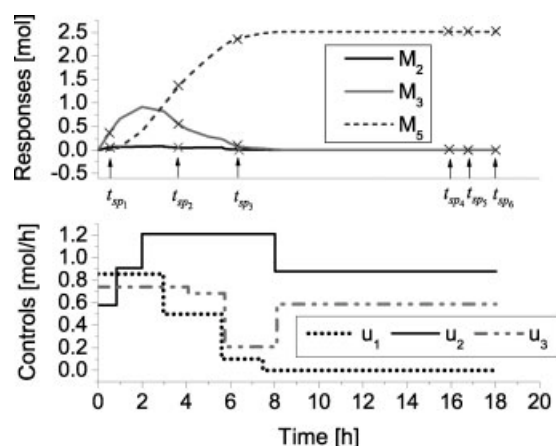 Responses [mol]
2.5
2.0
1.5
1.0
0.5
0.0
-0.5
M2
M3
M5
tsp1
tsp2
tsp3
tsp4
tsp5
tsp6
Controls [mol/h]
1.2
1.0
0.8
0.6
0.4
0.2
0.0
u1 u2 u3
0 2 4 6 8 10 12 14 16 18 20
Time [h]